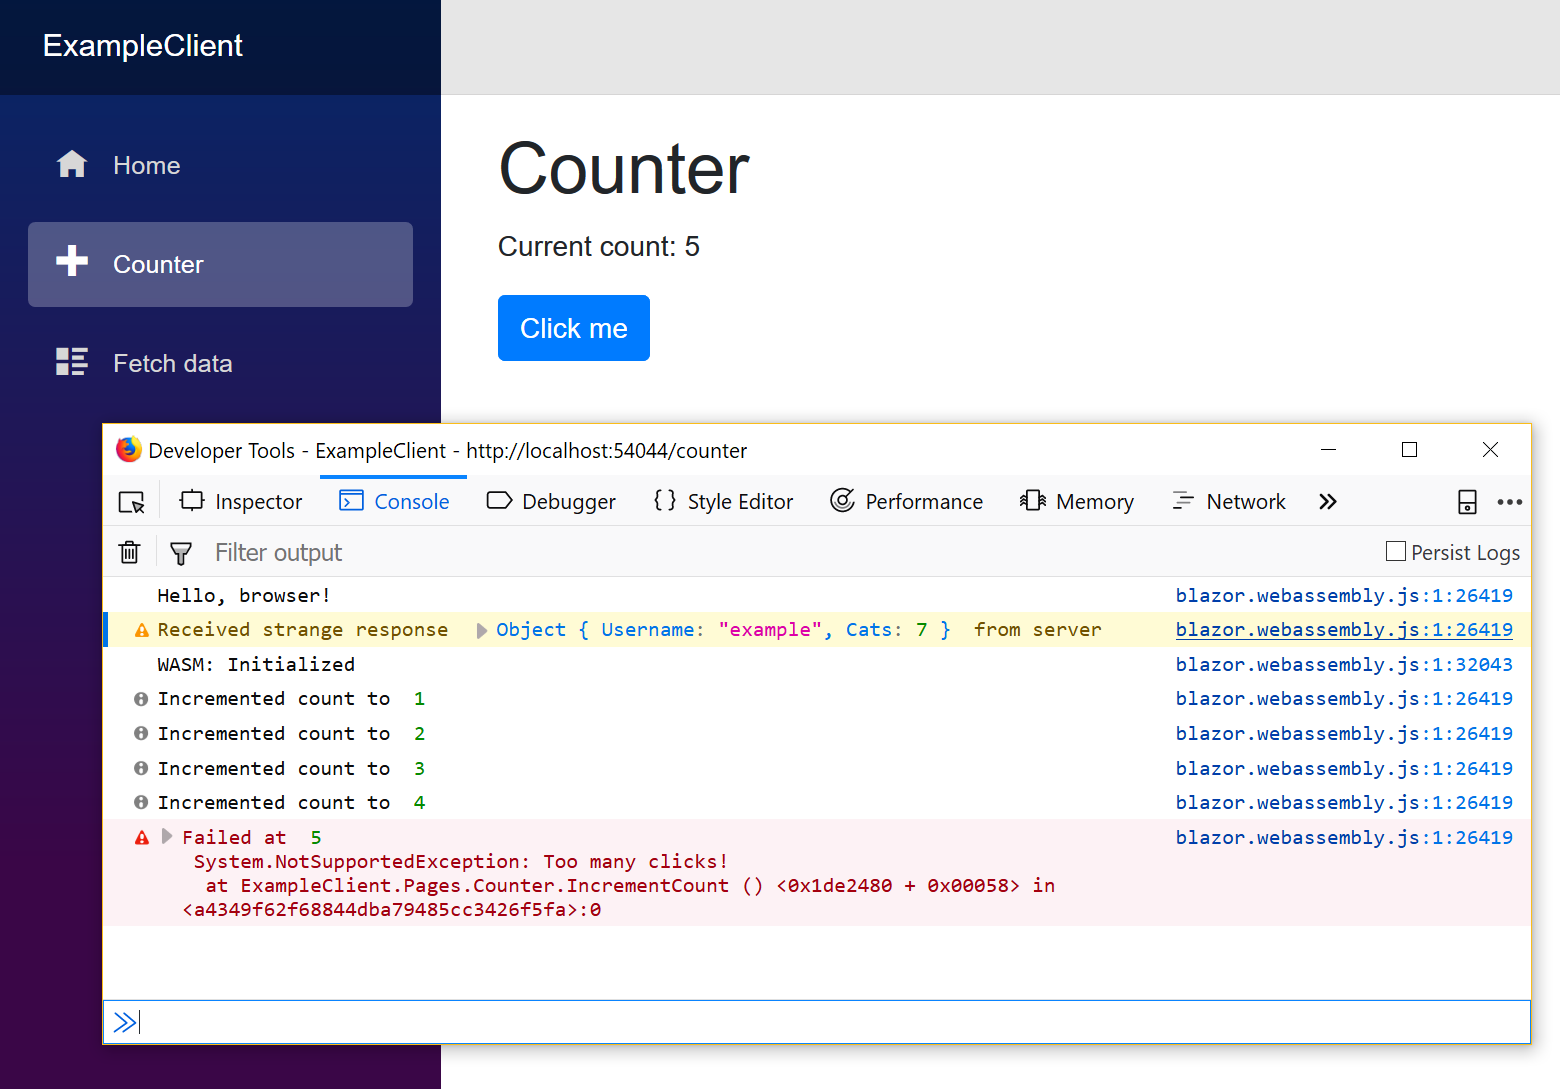 ExampleClient
Home
Counter
Fetch data
Counter
Current count: 5
Click me
Developer Tools - ExampleClient - http://localhost:54044/counter
Inspector Console Debugger { } Style Editor Performance Memory Network
Filter output Persist Logs
Hello, browser! blazor.webassembly.js:1:26419
Received strange response Object { Username: "example", Cats: 7 } from server blazor.webassembly.js:1:26419
WASM: Initialized blazor.webassembly.js:1:32043
Incremented count to 1 blazor.webassembly.js:1:26419
Incremented count to 2 blazor.webassembly.js:1:26419
Incremented count to 3 blazor.webassembly.js:1:26419
Incremented count to 4 blazor.webassembly.js:1:26419
Failed at 5 blazor.webassembly.js:1:26419
System.NotSupportedException: Too many clicks!
at ExampleClient.Pages.Counter.IncrementCount () <0x1de2480 + 0x00058> in
<a4349f62f68844dba79485cc3426f5fa>:0